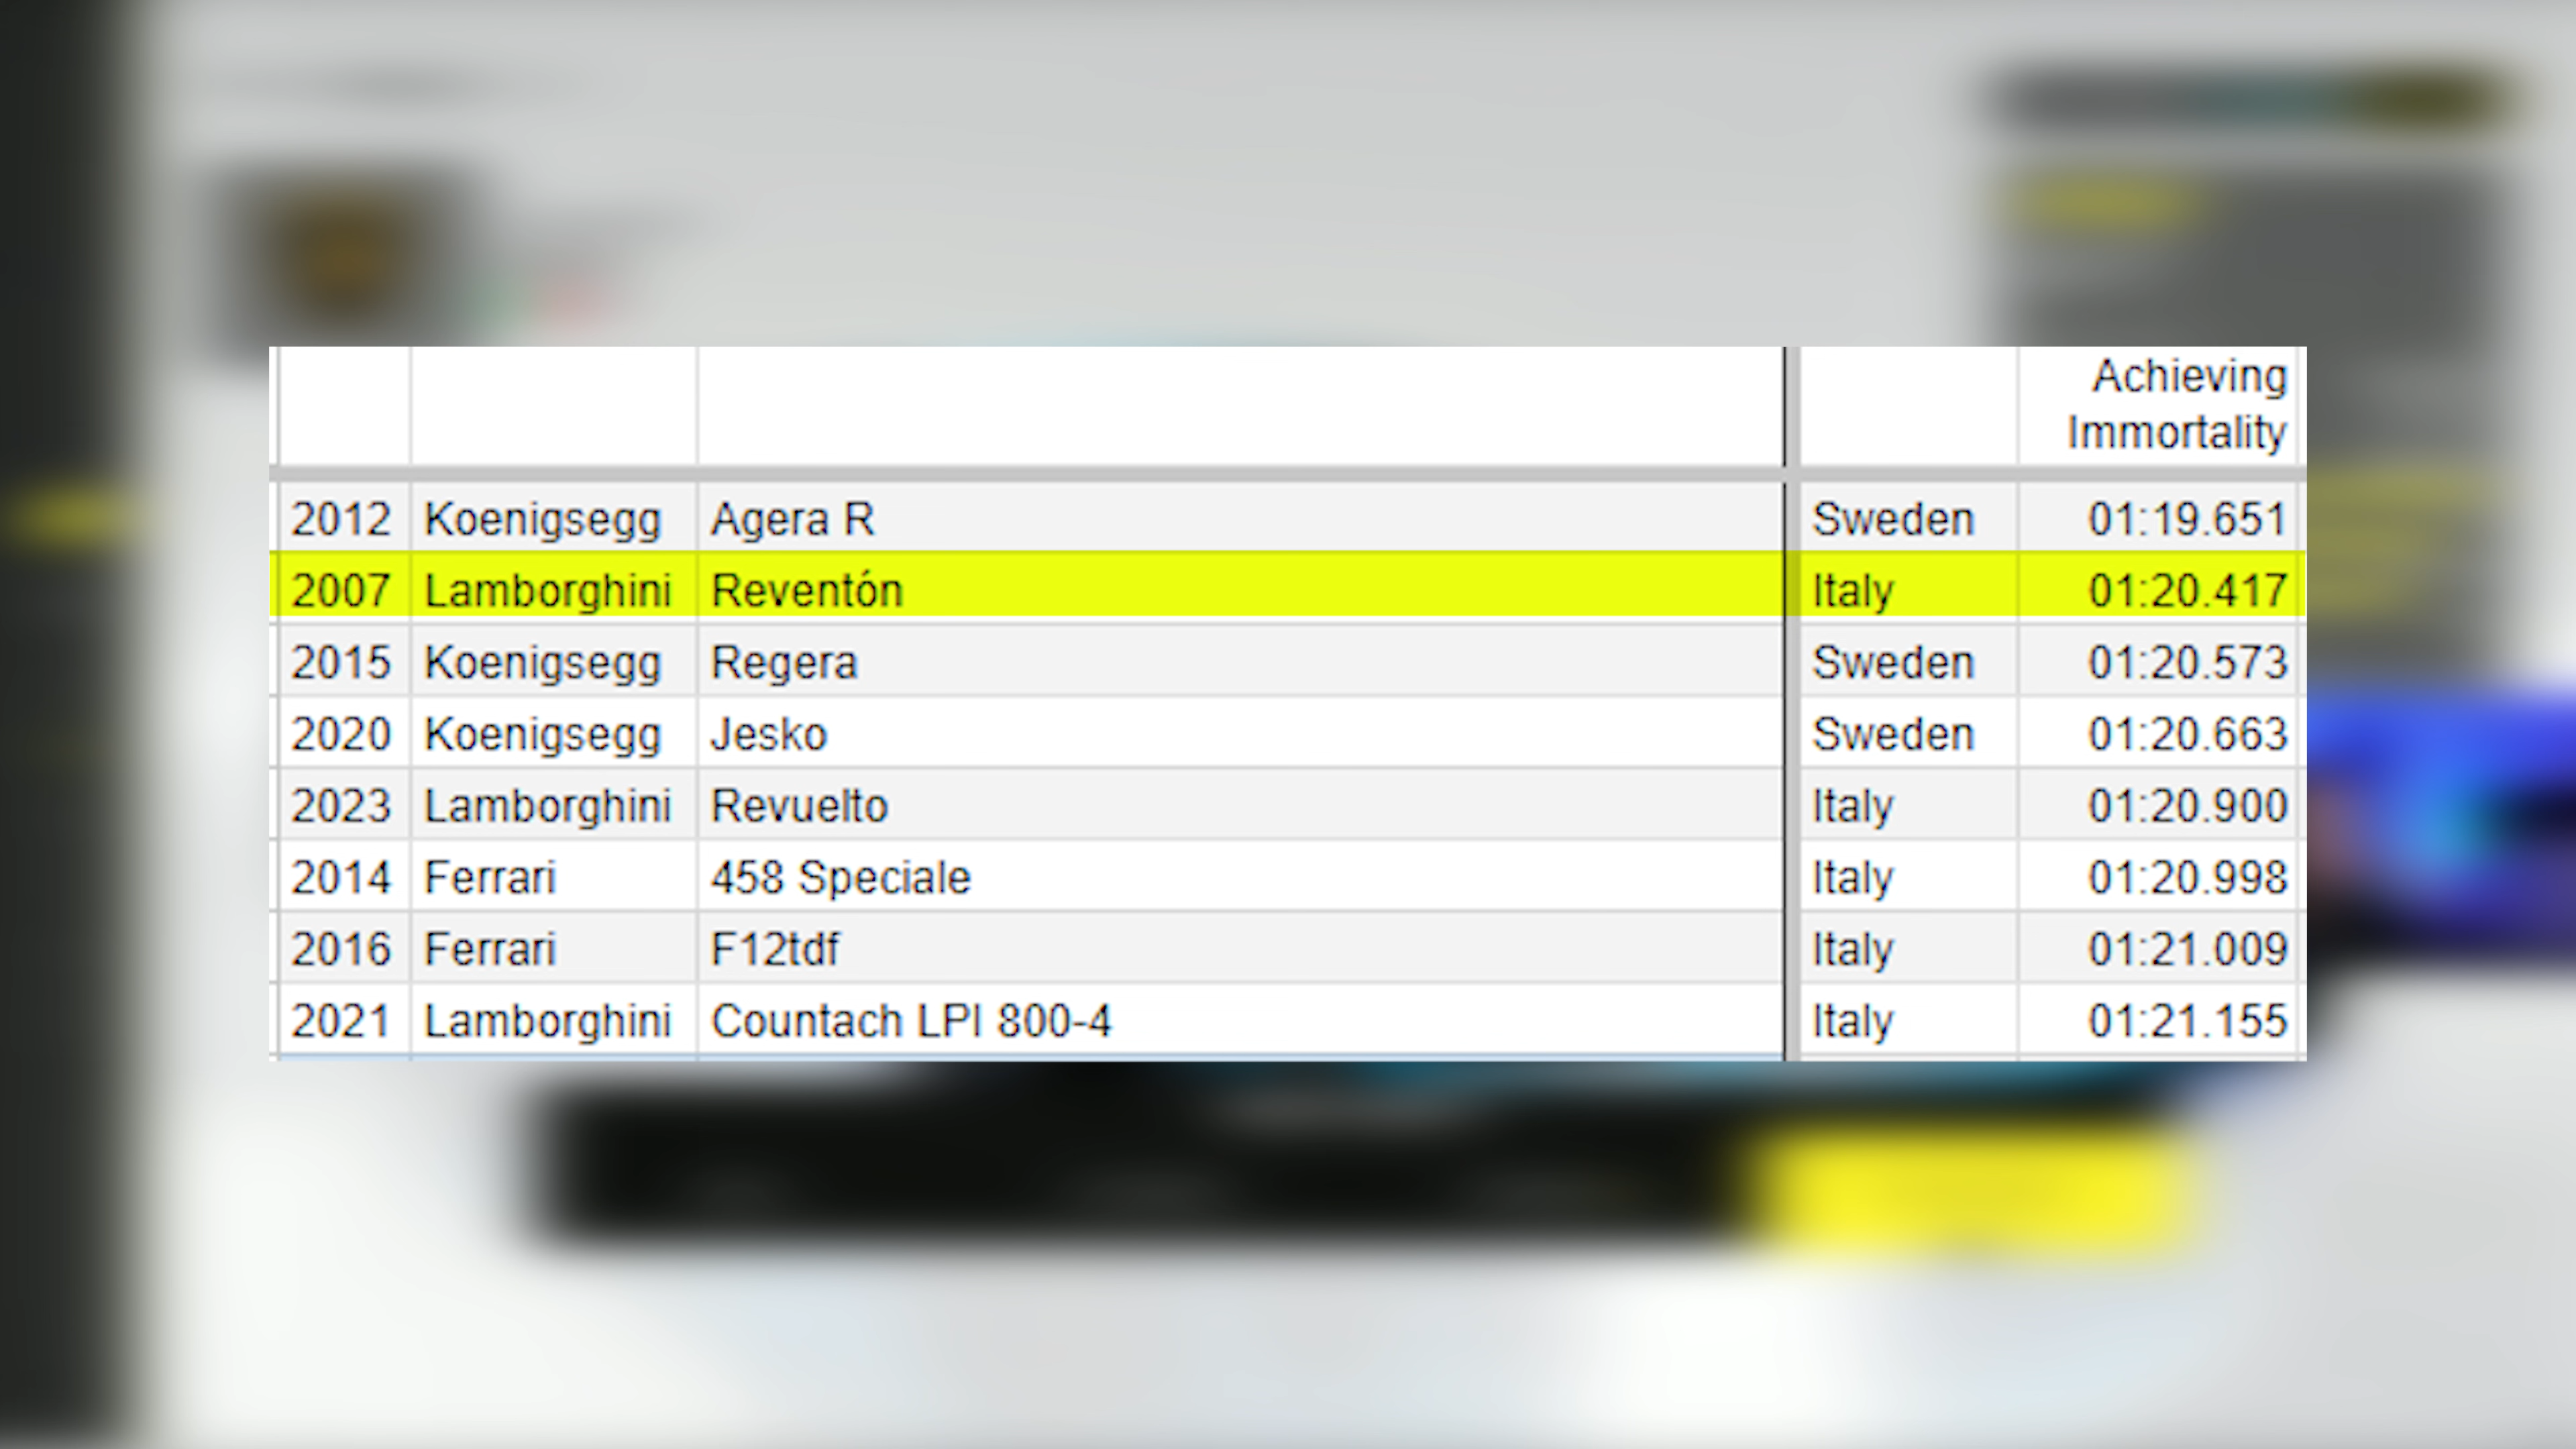 Achieving
Immortality
2012 Koenigsegg Agera R Sweden 01:19.651
2007 Lamborghini Reventón Italy 01:20.417
2015 Koenigsegg Regera Sweden 01:20.573
2020 Koenigsegg Jesko Sweden 01:20.663
2023 Lamborghini Revuelto Italy 01:20.900
2014 Ferrari 458 Speciale Italy 01:20.998
2016 Ferrari F12tdf Italy 01:21.009
2021 Lamborghini Countach LPI 800-4 Italy 01:21.155